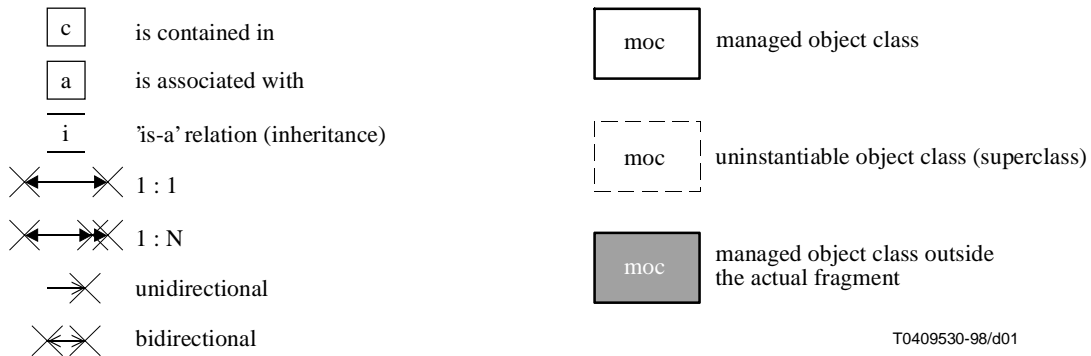 c is contained in
a is associated with
i 'is-a' relation (inheritance)
1 : 1
1 : N
unidirectional
bidirectional
moc managed object class
moc uninstantiable object class (superclass)
moc managed object class outside
the actual fragment
T0409530-98/d01